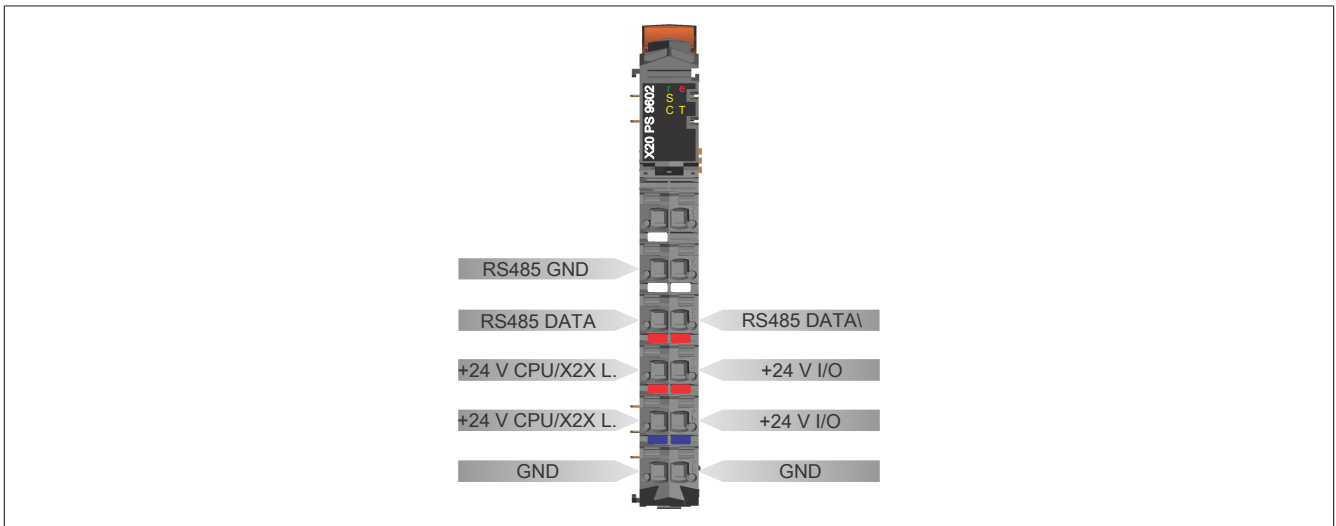 X20 PS 9602
r e
S
C T
RS485 GND
RS485 DATA RS485 DATA\
+24 V CPU/X2X L. +24 V I/O
+24 V CPU/X2X L. +24 V I/O
GND GND